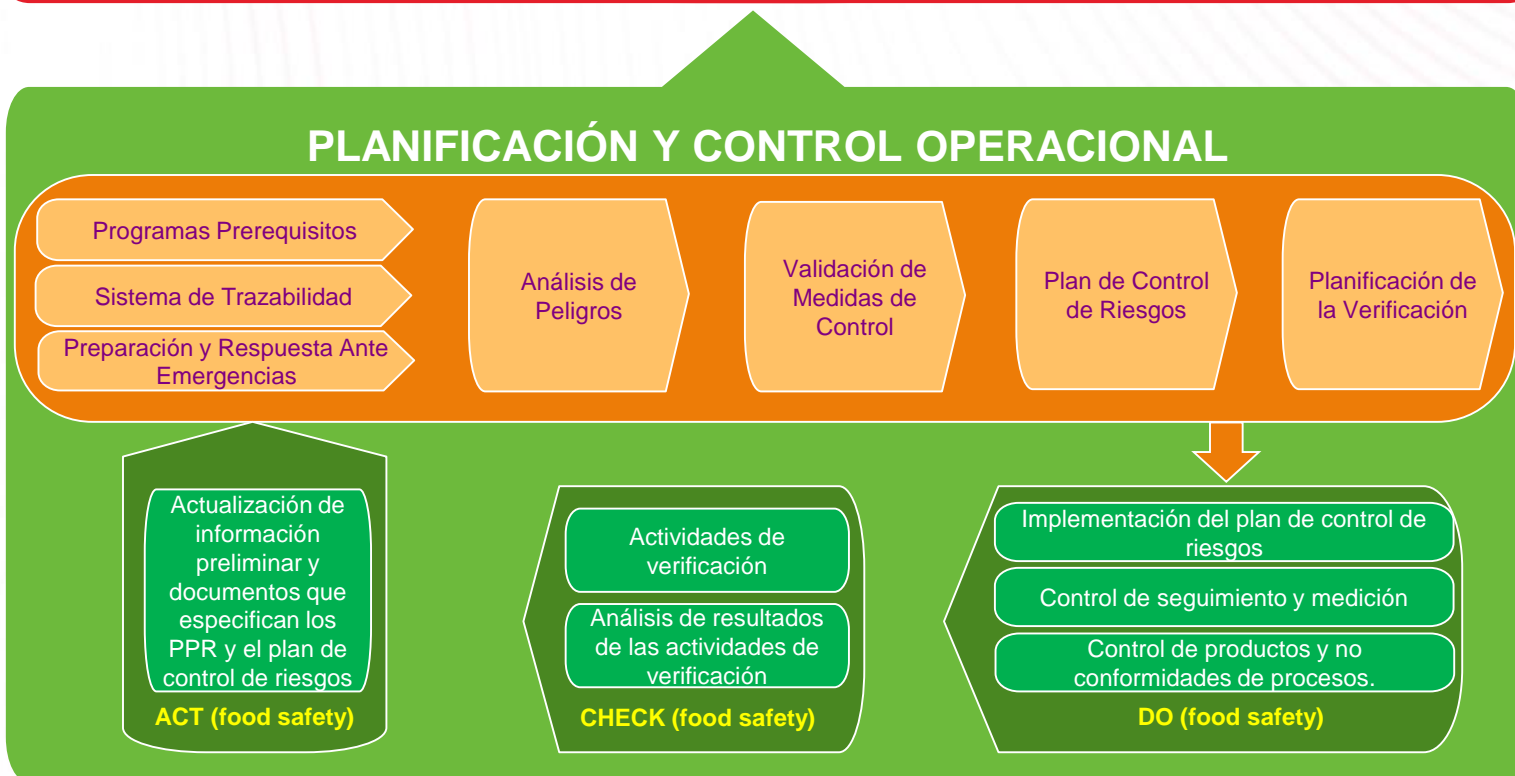 PLANIFICACIÓN Y CONTROL OPERACIONAL
Programas Prerequisitos
Sistema de Trazabilidad
Preparación y Respuesta Ante
Emergencias
Análisis de
Peligros
Validación de
Medidas de
Control
Plan de Control
de Riesgos
Planificación de
la Verificación
Actualización de
información
preliminar y
documentos que
especifican los
PPR y el plan de
control de riesgos
ACT (food safety)
Actividades de
verificación
Análisis de resultados
de las actividades de
verificación
CHECK (food safety)
Implementación del plan de control de
riesgos
Control de seguimiento y medición
Control de productos y no
conformidades de procesos.
DO (food safety)